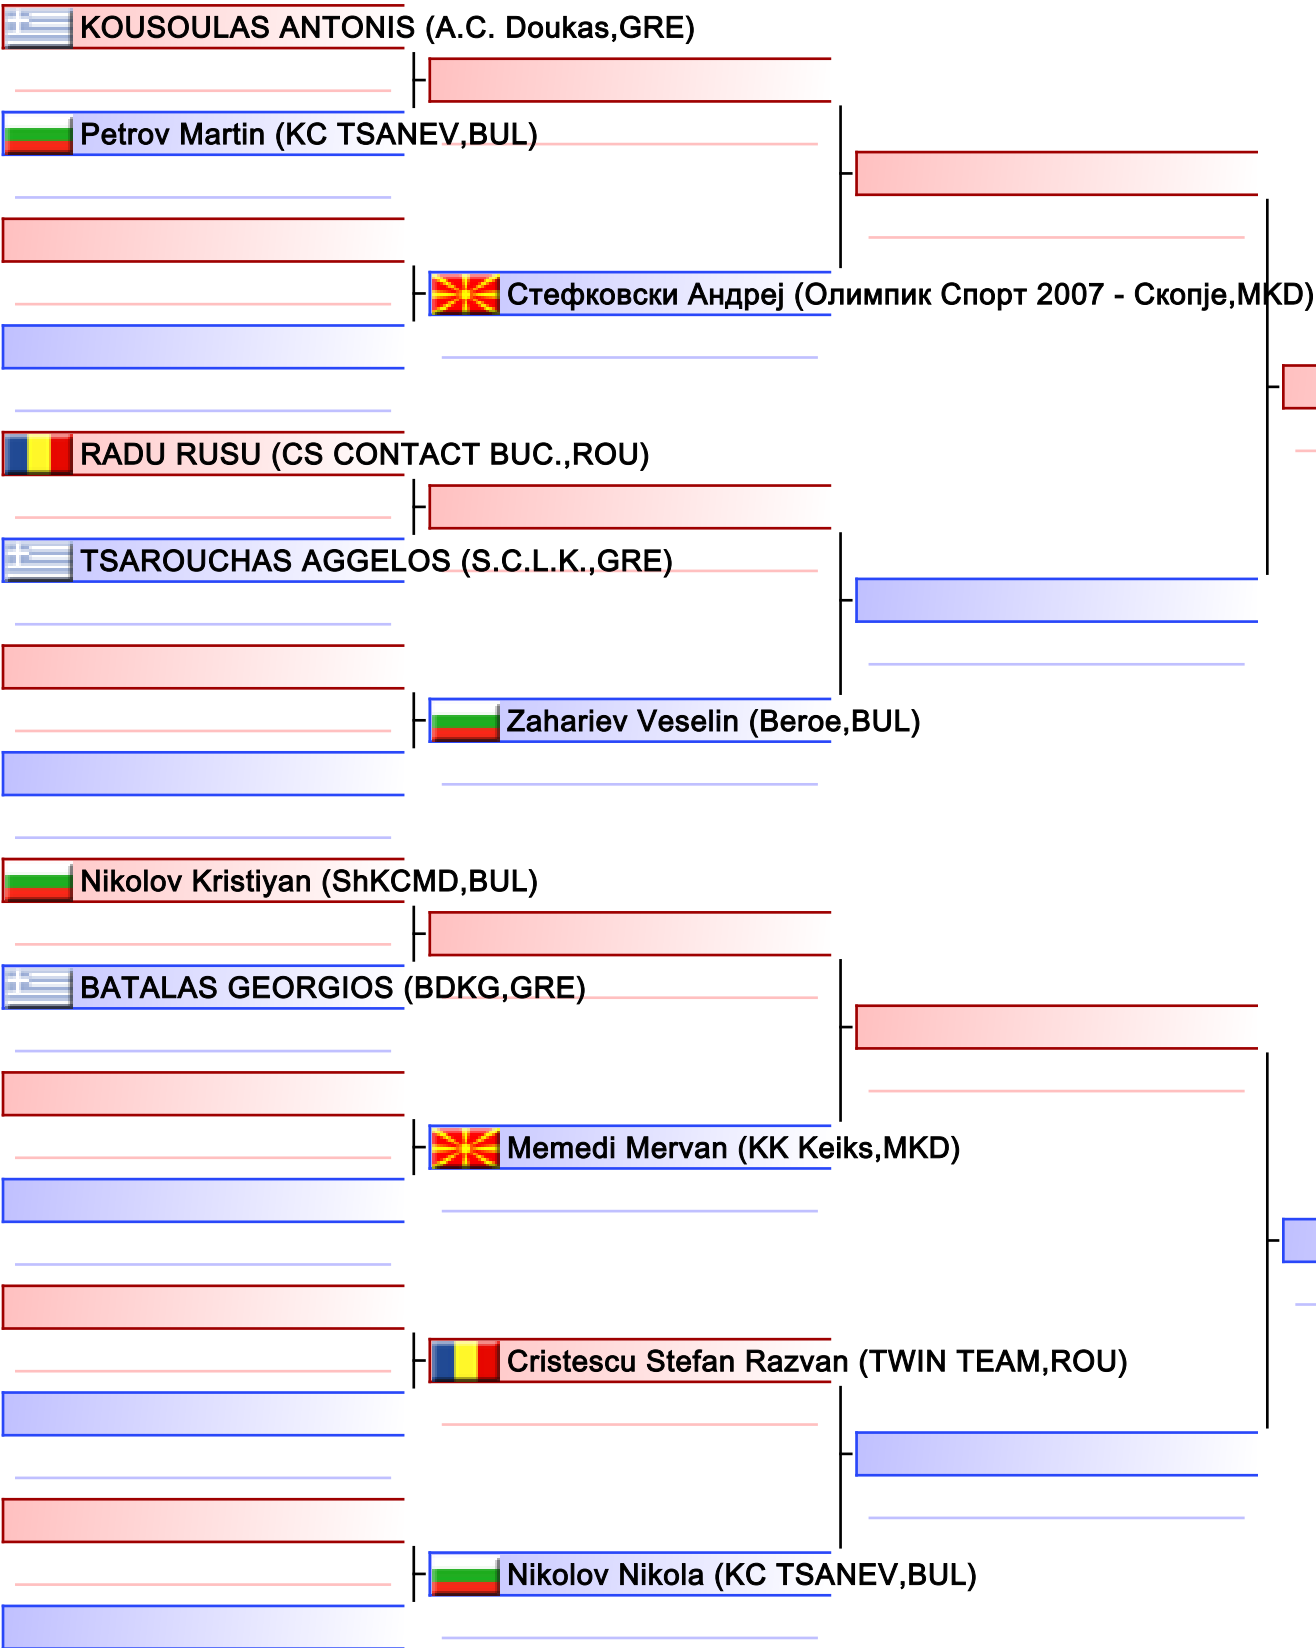 KOUSOULAS ANTONIS (A.C. Doukas,GRE)
Petrov Martin (KC TSANEV,BUL)
Стефковски Андреј (Олимпик Спорт 2007 - Скопје,MKD)
RADU RUSU (CS CONTACT BUC.,ROU)
TSAROUCHAS AGGELOS (S.C.L.K.,GRE)
Zahariev Veselin (Beroe,BUL)
Nikolov Kristiyan (ShKCMD,BUL)
BATALAS GEORGIOS (BDKG,GRE)
Memedi Mervan (KK Keiks,MKD)
Cristescu Stefan Razvan (TWIN TEAM,ROU)
Nikolov Nikola (KC TSANEV,BUL)